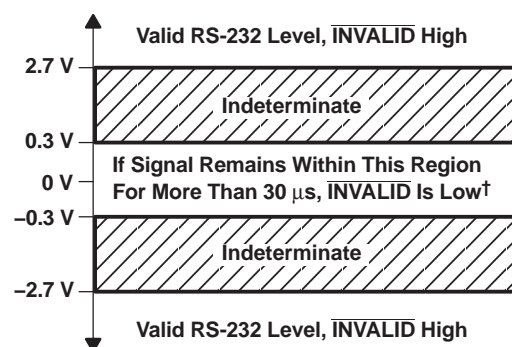 Valid RS-232 Level, INVALID High
2.7 V
Indeterminate
0.3 V
If Signal Remains Within This Region
0 V
For More Than 30 μs, INVALID Is Low†
–0.3 V
Indeterminate
–2.7 V
Valid RS-232 Level, INVALID High